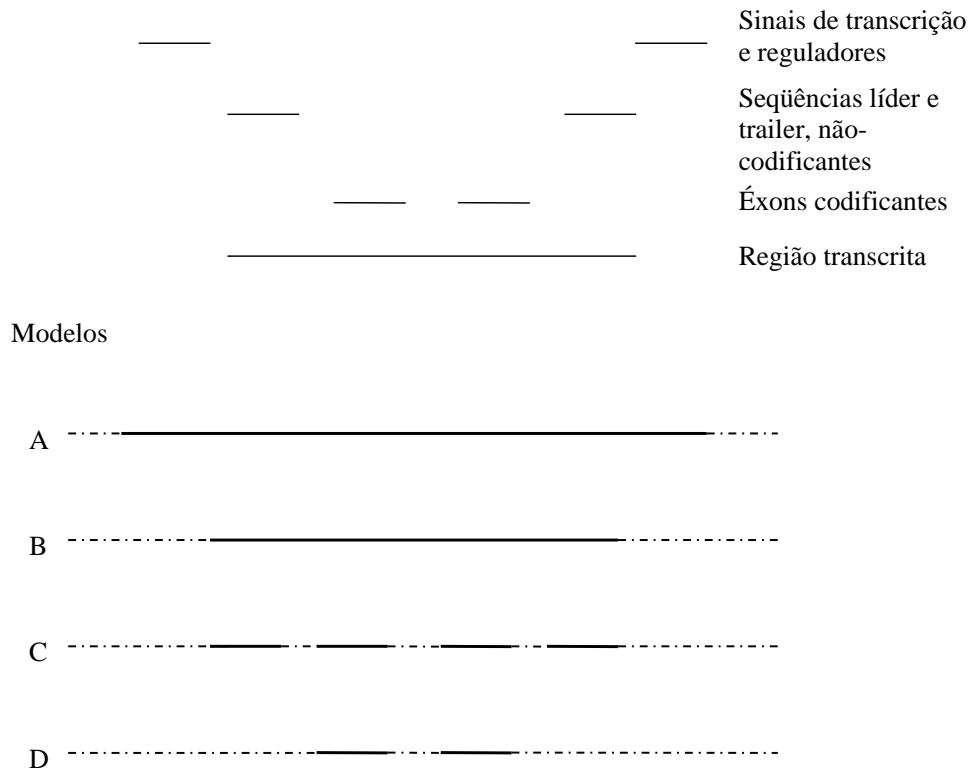 Sinais de transcrição
e reguladores
Seqüências líder e
trailer, não-
codificantes
Éxons codificantes
Região transcrita
Modelos
A
B
C
D